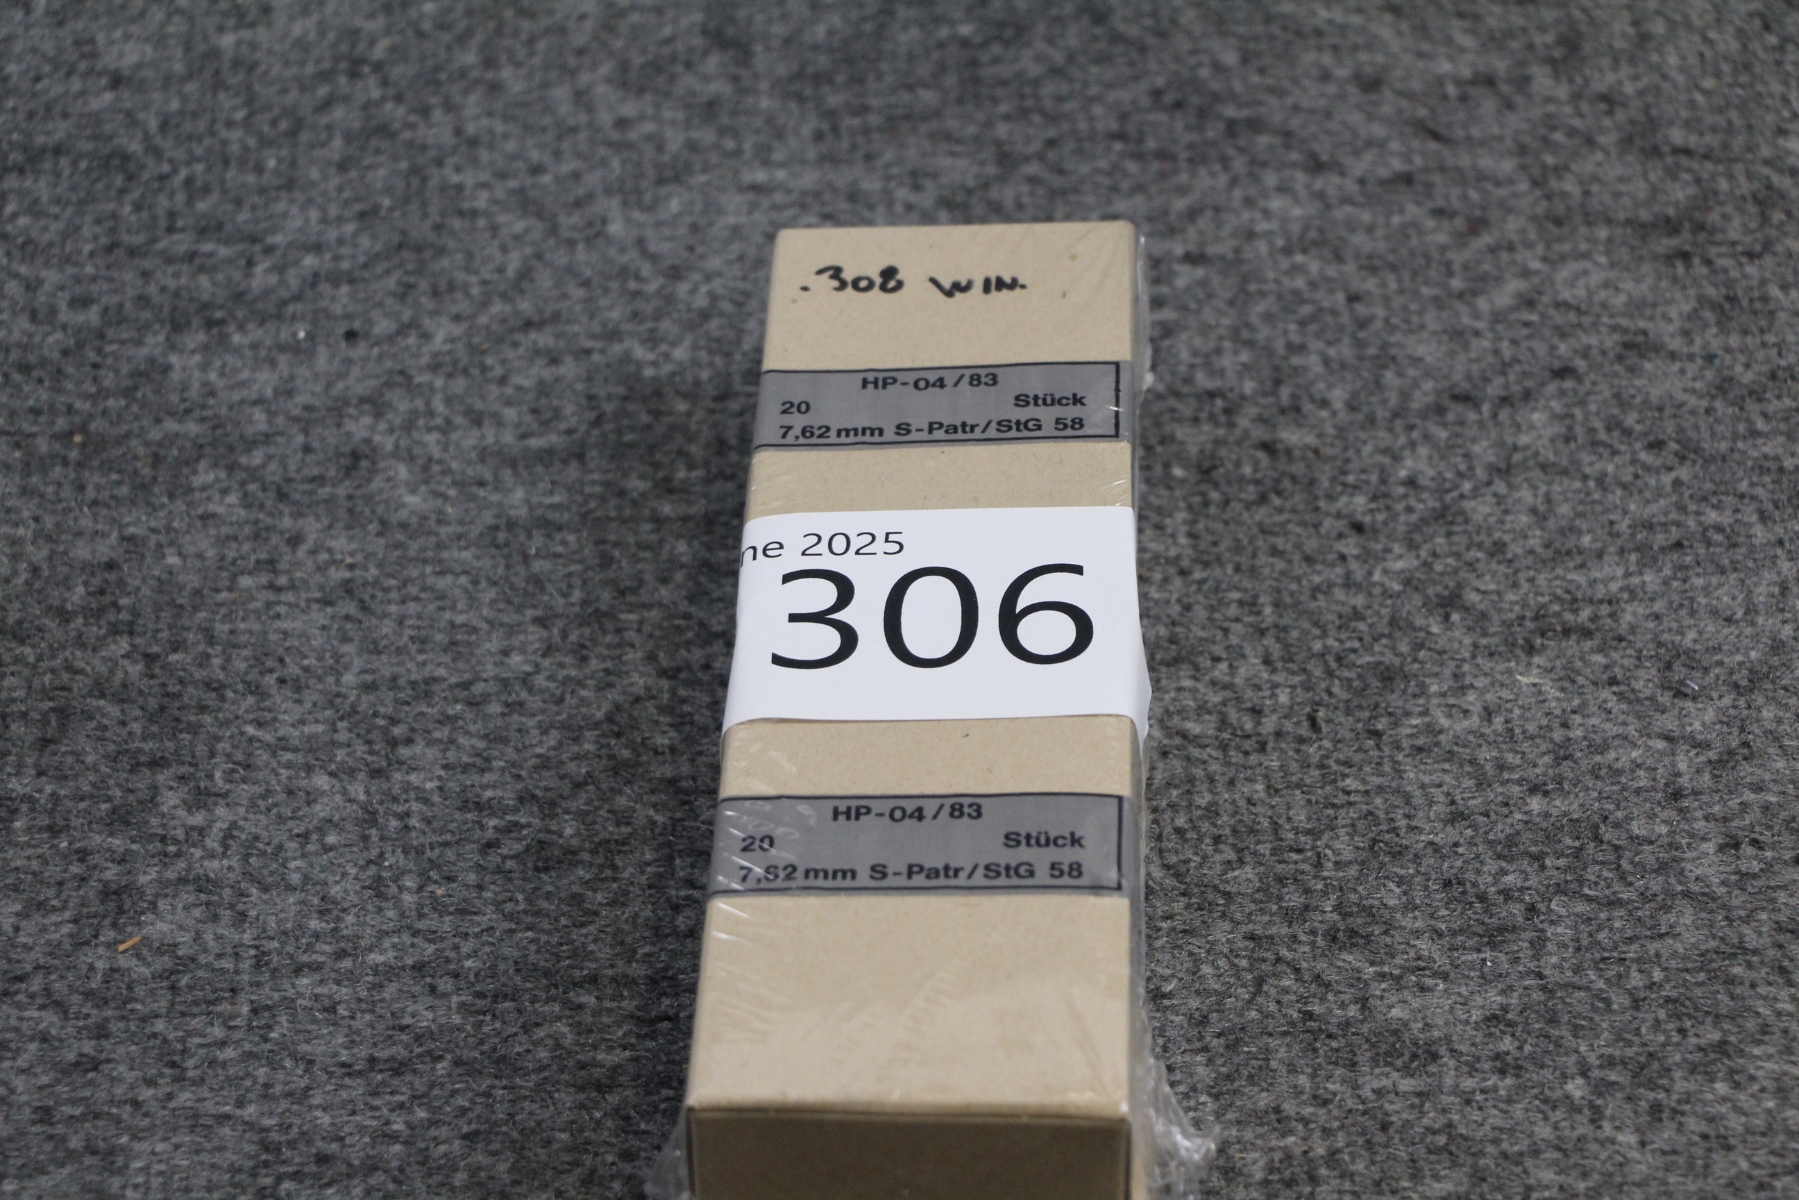 .308 WIN.
HP-04/83
20 Stück
7,62 mm S-Patr/StG 58
ne 2025
306
HP-04/83
20 Stück
7,62 mm S-Patr/StG 58